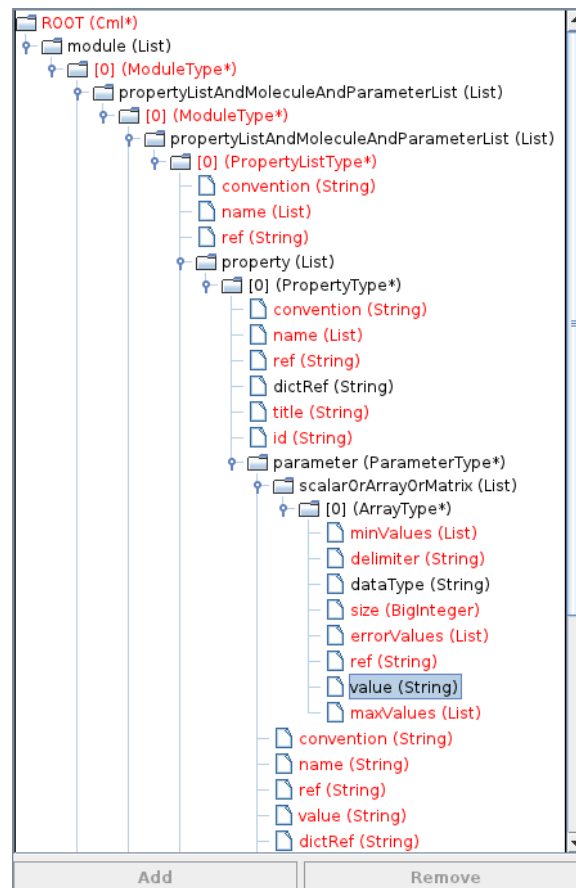 ROOT (Cml*)
module (List)
[0] (ModuleType*)
propertyListAndMoleculeAndParameterList (List)
[0] (ModuleType*)
propertyListAndMoleculeAndParameterList (List)
[0] (PropertyListType*)
convention (String)
name (List)
ref (String)
property (List)
[0] (PropertyType*)
convention (String)
name (List)
ref (String)
dictRef (String)
title (String)
id (String)
parameter (ParameterType*)
scalarOrArrayOrMatrix (List)
[0] (ArrayType*)
minValues (List)
delimiter (String)
dataType (String)
size (BigInteger)
errorValues (List)
ref (String)
value (String)
maxValues (List)
convention (String)
name (String)
ref (String)
value (String)
dictRef (String)
Add Remove